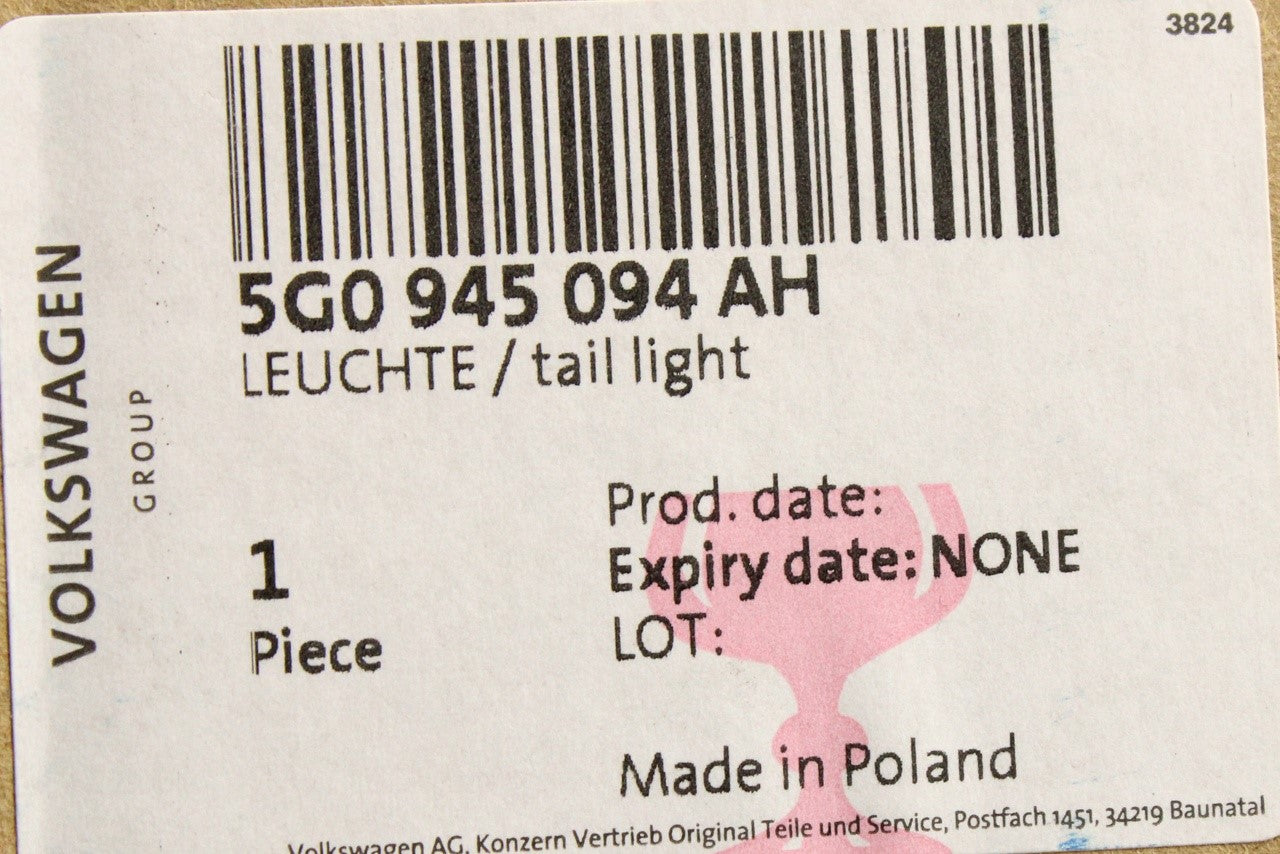 3824
VOLKSWAGEN
GROUP
5G0 945 094 AH
LEUCHTE / tail light
1
Piece
Prod. date:
Expiry date: NONE
LOT:
Made in Poland
Volkswagen AG, Konzern Vertrieb Original Teile und Service, Postfach 1451, 34219 Baunatal